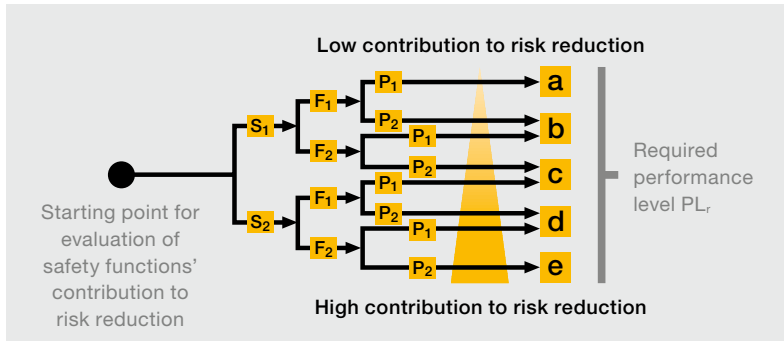 Low contribution to risk reduction
P₁
a
F₁
S₁
P₂
b
P₁
F₂
P₂
c
Starting point for
evaluation of
safety functions’
contribution to
risk reduction
F₁
P₁
S₂
P₂
d
P₁
F₂
P₂
e
Required
performance
level PLᵣ
High contribution to risk reduction